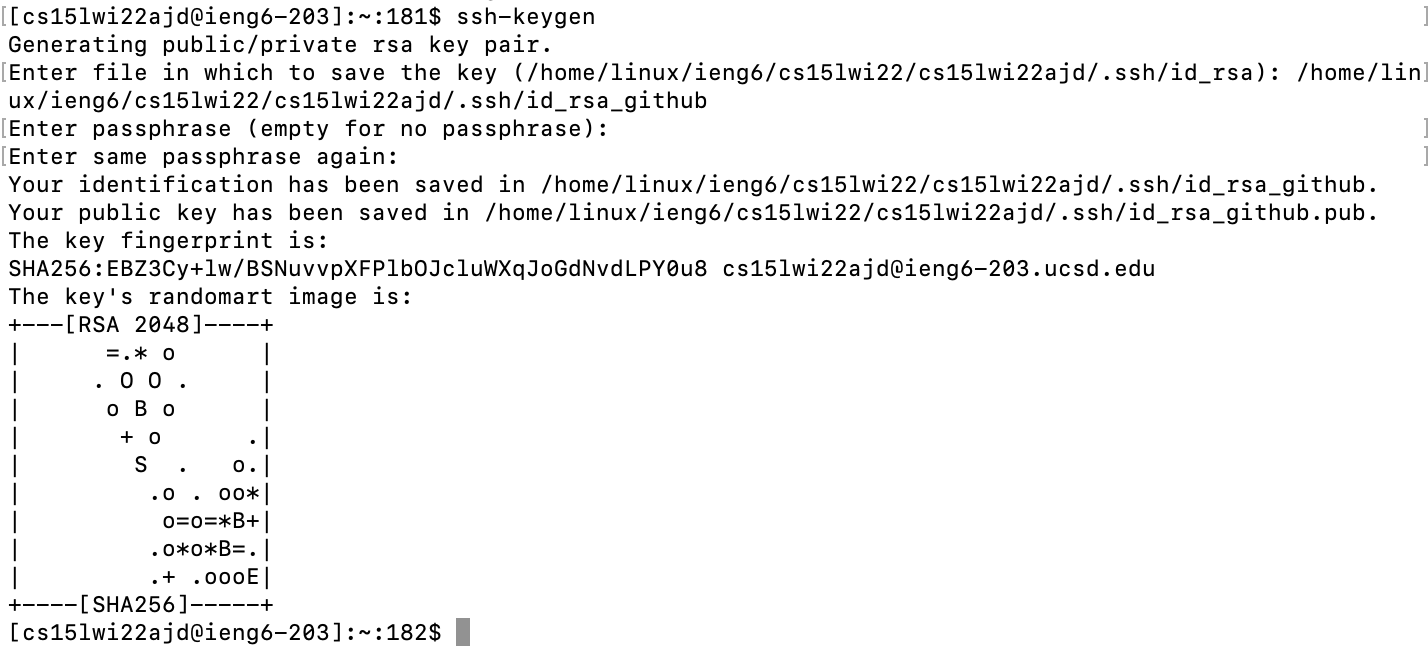 [cs15lwi22ajd@ieng6-203]:~:181$ ssh-keygen
Generating public/private rsa key pair.
Enter file in which to save the key (/home/linux/ieng6/cs15lwi22/cs15lwi22ajd/.ssh/id_rsa): /home/lin
ux/ieng6/cs15lwi22/cs15lwi22ajd/.ssh/id_rsa_github
Enter passphrase (empty for no passphrase):
Enter same passphrase again:
Your identification has been saved in /home/linux/ieng6/cs15lwi22/cs15lwi22ajd/.ssh/id_rsa_github.
Your public key has been saved in /home/linux/ieng6/cs15lwi22/cs15lwi22ajd/.ssh/id_rsa_github.pub.
The key fingerprint is:
SHA256:EBZ3Cy+lw/BSNuvvpXFPlbOJcluWXqJoGdNvdLPY0u8 cs15lwi22ajd@ieng6-203.ucsd.edu
The key's randomart image is:
+---[RSA 2048]----+
|      =.* o      |
|     . O O .     |
|      o B o      |
|       + o      .|
|        S  .   o.|
|         .o . oo*|
|          o=o=*B+|
|         .o*o*B=.|
|         .+ .oooE|
+----[SHA256]-----+
[cs15lwi22ajd@ieng6-203]:~:182$